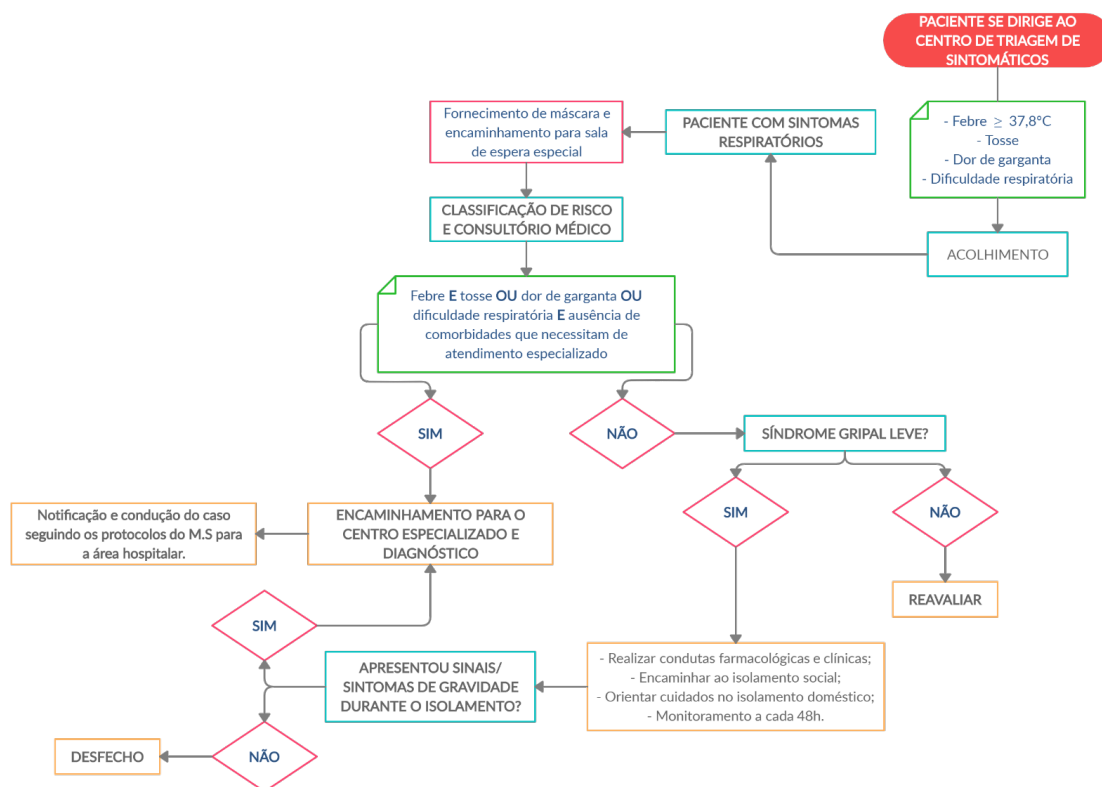 PACIENTE SE DIRIGE AO
CENTRO DE TRIAGEM DE
SINTOMÁTICOS
- Febre ≥ 37,8°C
- Tosse
- Dor de garganta
- Dificuldade respiratória
ACOLHIMENTO
PACIENTE COM SINTOMAS
RESPIRATÓRIOS
Fornecimento de máscara e
encaminhamento para sala
de espera especial
CLASSIFICAÇÃO DE RISCO
E CONSULTÓRIO MÉDICO
Febre E tosse OU dor de garganta OU
dificuldade respiratória E ausência de
comorbidades que necessitam de
atendimento especializado
SIM
NÃO
SÍNDROME GRIPAL LEVE?
SIM
NÃO
REAVALIAR
ENCAMINHAMENTO PARA O
CENTRO ESPECIALIZADO E
DIAGNÓSTICO
Notificação e condução do caso
seguindo os protocolos do M.S para
a área hospitalar.
- Realizar condutas farmacológicas e clínicas;
- Encaminhar ao isolamento social;
- Orientar cuidados no isolamento doméstico;
- Monitoramento a cada 48h.
APRESENTOU SINAIS/
SINTOMAS DE GRAVIDADE
DURANTE O ISOLAMENTO?
SIM
NÃO
DESFECHO